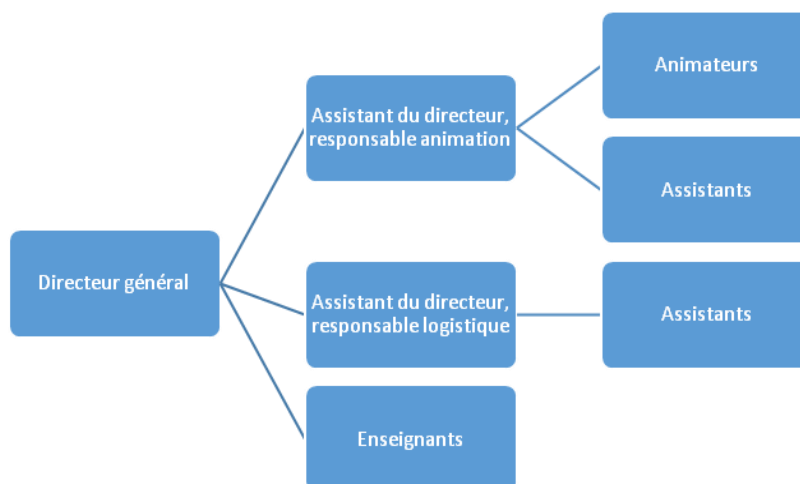 Directeur général
Assistant du directeur,
responsable animation
Animateurs
Assistants
Assistant du directeur,
responsable logistique
Assistants
Enseignants